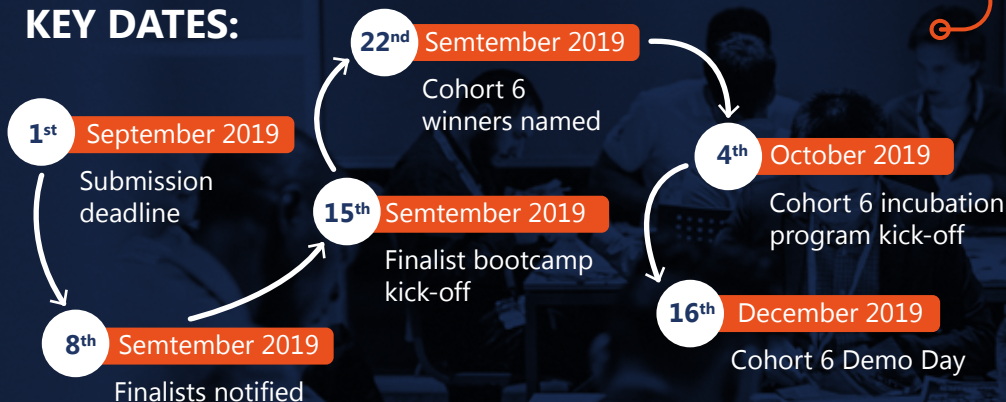 KEY DATES:
1st September 2019
Submission
deadline
8th Semtember 2019
Finalists notified
15th Semtember 2019
Finalist bootcamp
kick-off
22nd Semtember 2019
Cohort 6
winners named
4th October 2019
Cohort 6 incubation
program kick-off
16th December 2019
Cohort 6 Demo Day